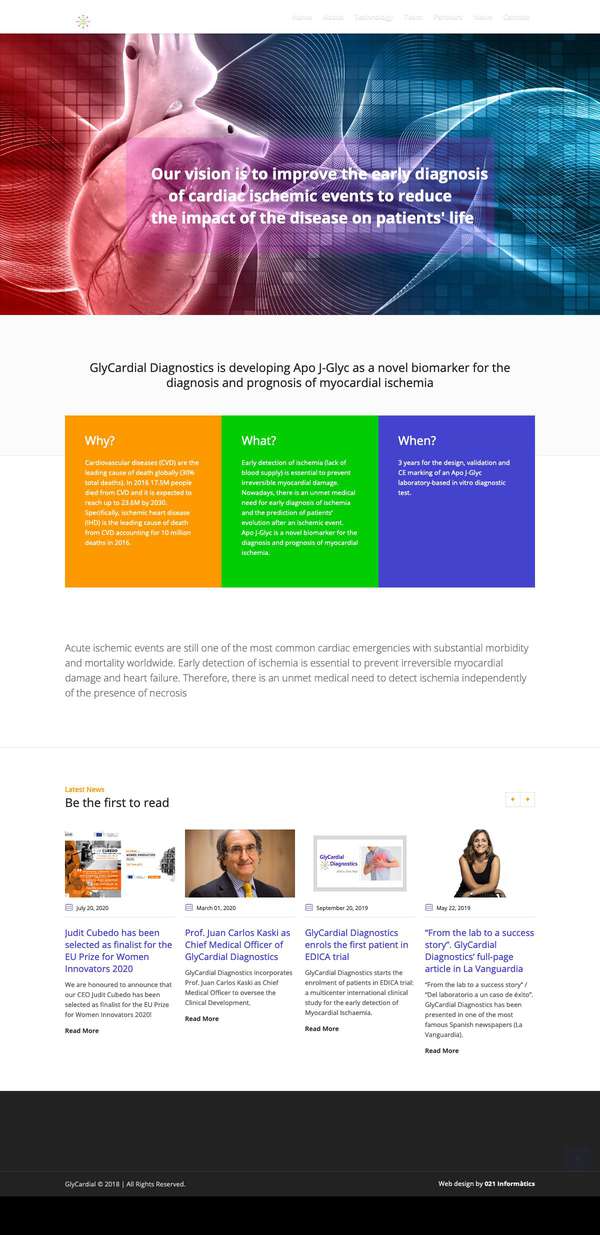 Home About Technology Team Partners News Contact
Our vision is to improve the early diagnosis
of cardiac ischemic events to reduce
the impact of the disease on patients' life
GlyCardial Diagnostics is developing Apo J-Glyc as a novel biomarker for the
diagnosis and prognosis of myocardial ischemia
Why?
Cardiovascular diseases (CVD) are the
leading cause of death globally (30%
total deaths). In 2016 17.5M people
died from CVD and it is expected to
reach up to 23.6M by 2030.
Specifically, ischemic heart disease
(IHD) is the leading cause of death
from CVD accounting for 10 million
deaths in 2016.
What?
Early detection of ischemia (lack of
blood supply) is essential to prevent
irreversible myocardial damage.
Nowadays, there is an unmet medical
need for early diagnosis of ischemia
and the prediction of patients'
evolution after an ischemic event.
Apo J-Glyc is a novel biomarker for the
diagnosis and prognosis of myocardial
ischemia.
When?
3 years for the design, validation and
CE marking of an Apo J-Glyc
laboratory-based in vitro diagnostic
test.
Acute ischemic events are still one of the most common cardiac emergencies with substantial morbidity
and mortality worldwide. Early detection of ischemia is essential to prevent irreversible myocardial
damage and heart failure. Therefore, there is an unmet medical need to detect ischemia independently
of the presence of necrosis
Latest News
Be the first to read
JUDIT CUBEDO
WOMEN INNOVATORS
GlyCardial
Diagnostics
July 20, 2020
Judit Cubedo has been
selected as finalist for the
EU Prize for Women
Innovators 2020
We are honoured to announce that
our CEO Judit Cubedo has been
selected as finalist for the EU Prize
for Women Innovators 2020!
Read More
March 01, 2020
Prof. Juan Carlos Kaski as
Chief Medical Officer of
GlyCardial Diagnostics
GlyCardial Diagnostics incorporates
Prof. Juan Carlos Kaski as Chief
Medical Officer to oversee the
Clinical Development.
Read More
September 20, 2019
GlyCardial Diagnostics
enrols the first patient in
EDICA trial
GlyCardial Diagnostics starts the
enrolment of patients in EDICA trial:
a multicenter international clinical
study for the early detection of
Myocardial Ischaemia.
Read More
May 22, 2019
“From the lab to a success
story”. GlyCardial
Diagnostics’ full-page
article in La Vanguardia
“From the lab to a success story” /
“Del laboratorio a un caso de éxito”.
GlyCardial Diagnostics has been
presented in one of the most
famous Spanish newspapers (La
Vanguardia).
Read More
GlyCardial © 2018 | All Rights Reserved.
Web design by 021 Informàtics